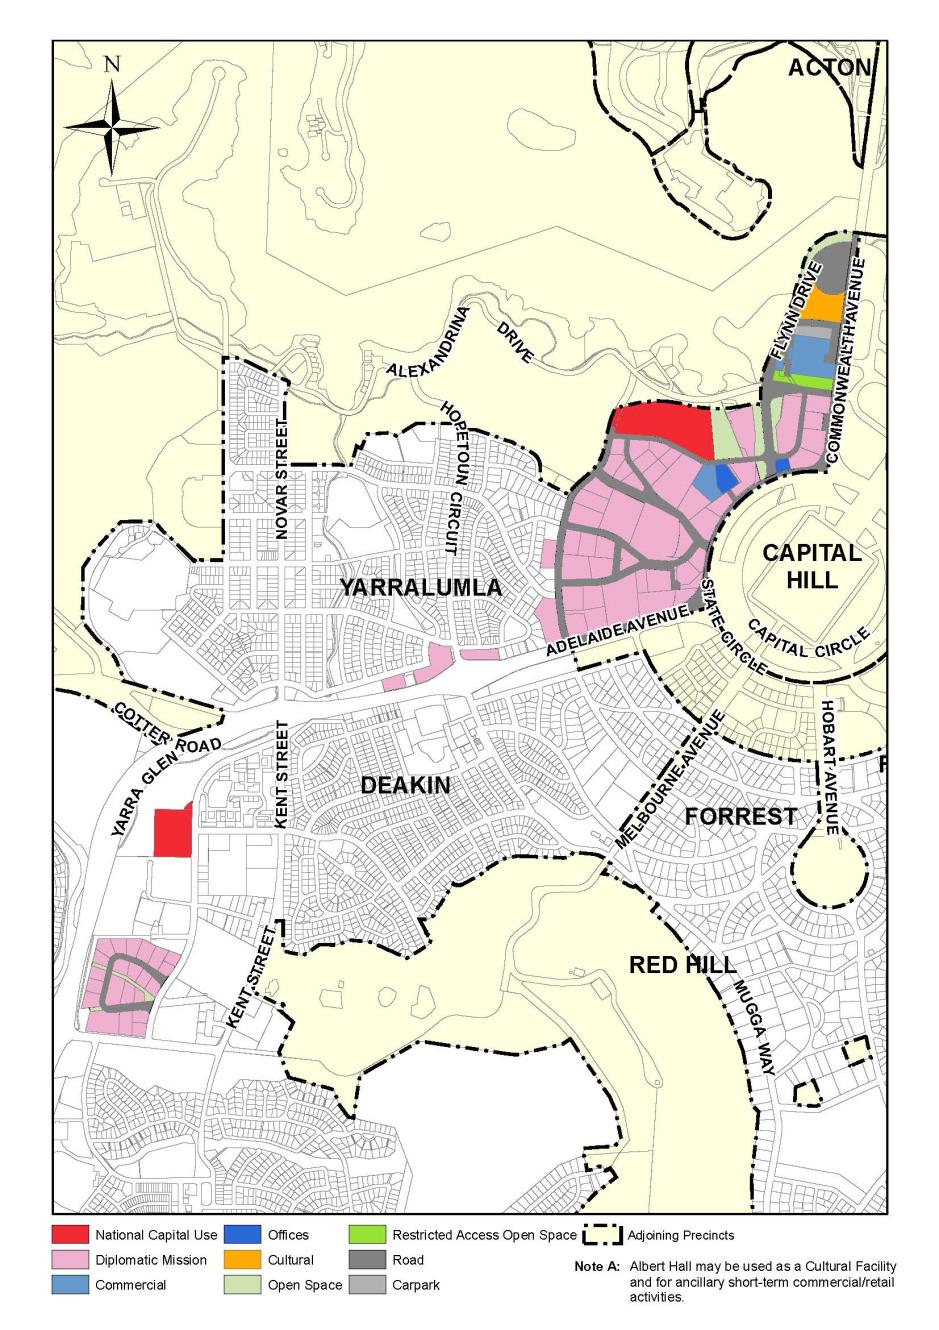 N
ACTON
FLYNN DRIVE
COMMONWEALTH AVENUE
ALEXANDRINA
DRIVE
HOPETOUN CIRCUIT
NOVAR STREET
CAPITAL
HILL
YARRALUMLA
STATE CIRCLE
ADELAIDE AVENUE
CAPITAL CIRCLE
COTTER ROAD
YARRA GLEN
KENT STREET
HOBART AVENUE
MELBOURNE AVENUE
DEAKIN
FORREST
F
KENT STREET
RED HILL
MUGGA WAY
National Capital Use
Offices
Restricted Access Open Space
Adjoining Precincts
Diplomatic Mission
Cultural
Road
Commercial
Open Space
Carpark
Note A: Albert Hall may be used as a Cultural Facility
and for ancillary short-term commercial/retail
activities.